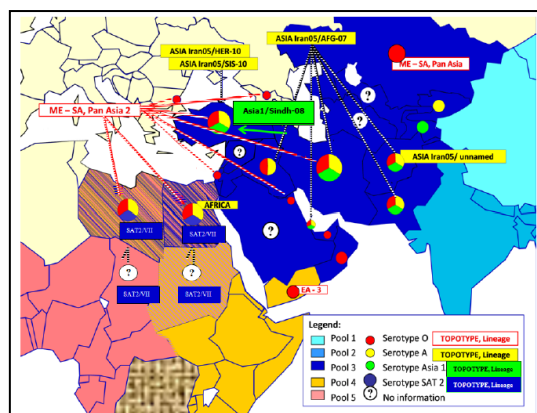 ASIA Iran05/HER-10
ASIA Iran05/SIS-10
ASIA Iran05/AFG-07
ME – SA, Pan Asia
ME – SA, Pan Asia 2
Asia1/Sindh-08
?
?
?
ASIA Iran05/ unnamed
AFRICA
SAT2/VII
SAT2/VII
?
?
?
SAT2/VII
SAT2/VII
EA - 3
Legend:
Pool 1
Pool 2
Pool 3
Pool 4
Pool 5
Serotype O
Serotype A
Serotype Asia 1
Serotype SAT 2
? No information
TOPOTYPE, Lineage
TOPOTYPE, Lineage
TOPOTYPE, Lineage
TOPOTYPE, Lineage